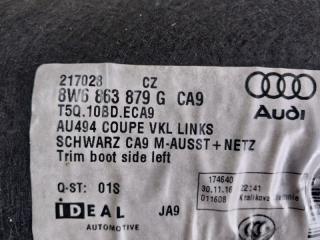 217028 CZ
8W6 863 879 G CA9
T5Q.10BD.ECA9
Audi
AU494 COUPE VKL LINKS
SCHWARZ CA9 M-AUSST+NETZ
Trim boot side left
174640
Q-ST: 01S
30.11.16 22:41
011608
IDEAL JA9
AUTOMOTIVE